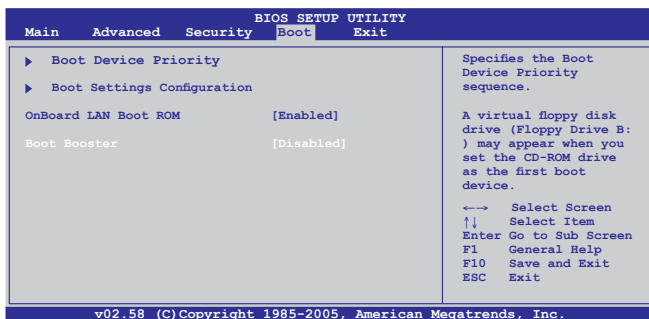 BIOS SETUP UTILITY
Main Advanced Security Boot Exit
Boot Device Priority
Boot Settings Configuration
OnBoard LAN Boot ROM [Enabled]
Boot Booster [Disabled]
Specifies the Boot
Device Priority
sequence.
A virtual floppy disk
drive (Floppy Drive B:
) may appear when you
set the CD-ROM drive
as the first boot
device.
←→ Select Screen
↑↓ Select Item
Enter Go to Sub Screen
F1 General Help
F10 Save and Exit
ESC Exit
v02.58 (C)Copyright 1985-2005, American Megatrends, Inc.